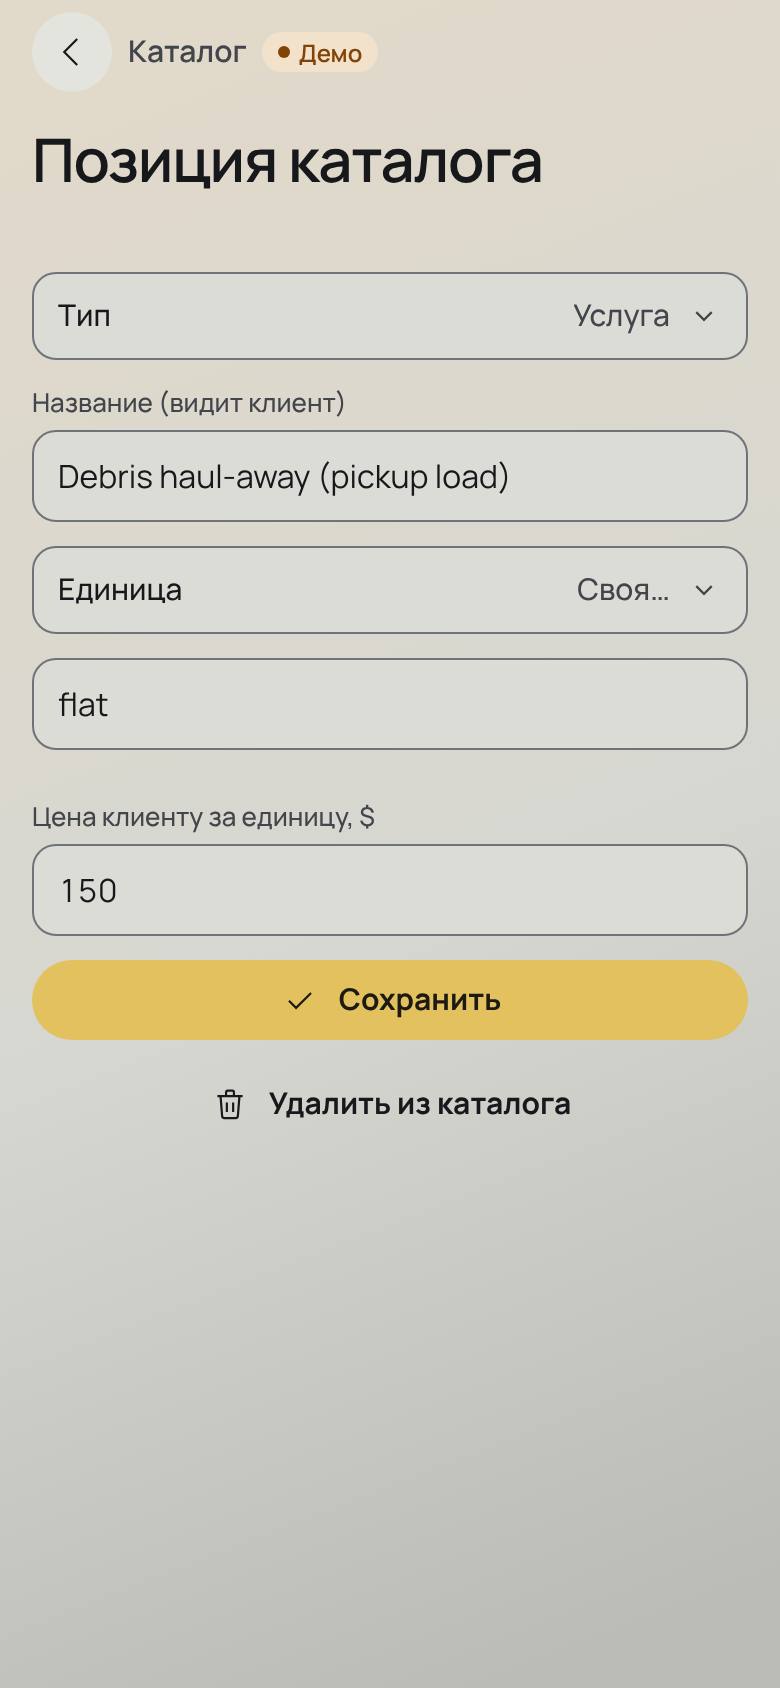 Каталог
Демо
Позиция каталога
Тип
Услуга
Название (видит клиент)
Debris haul-away (pickup load)
Единица
Своя...
flat
Цена клиенту за единицу, $
150
Сохранить
Удалить из каталога